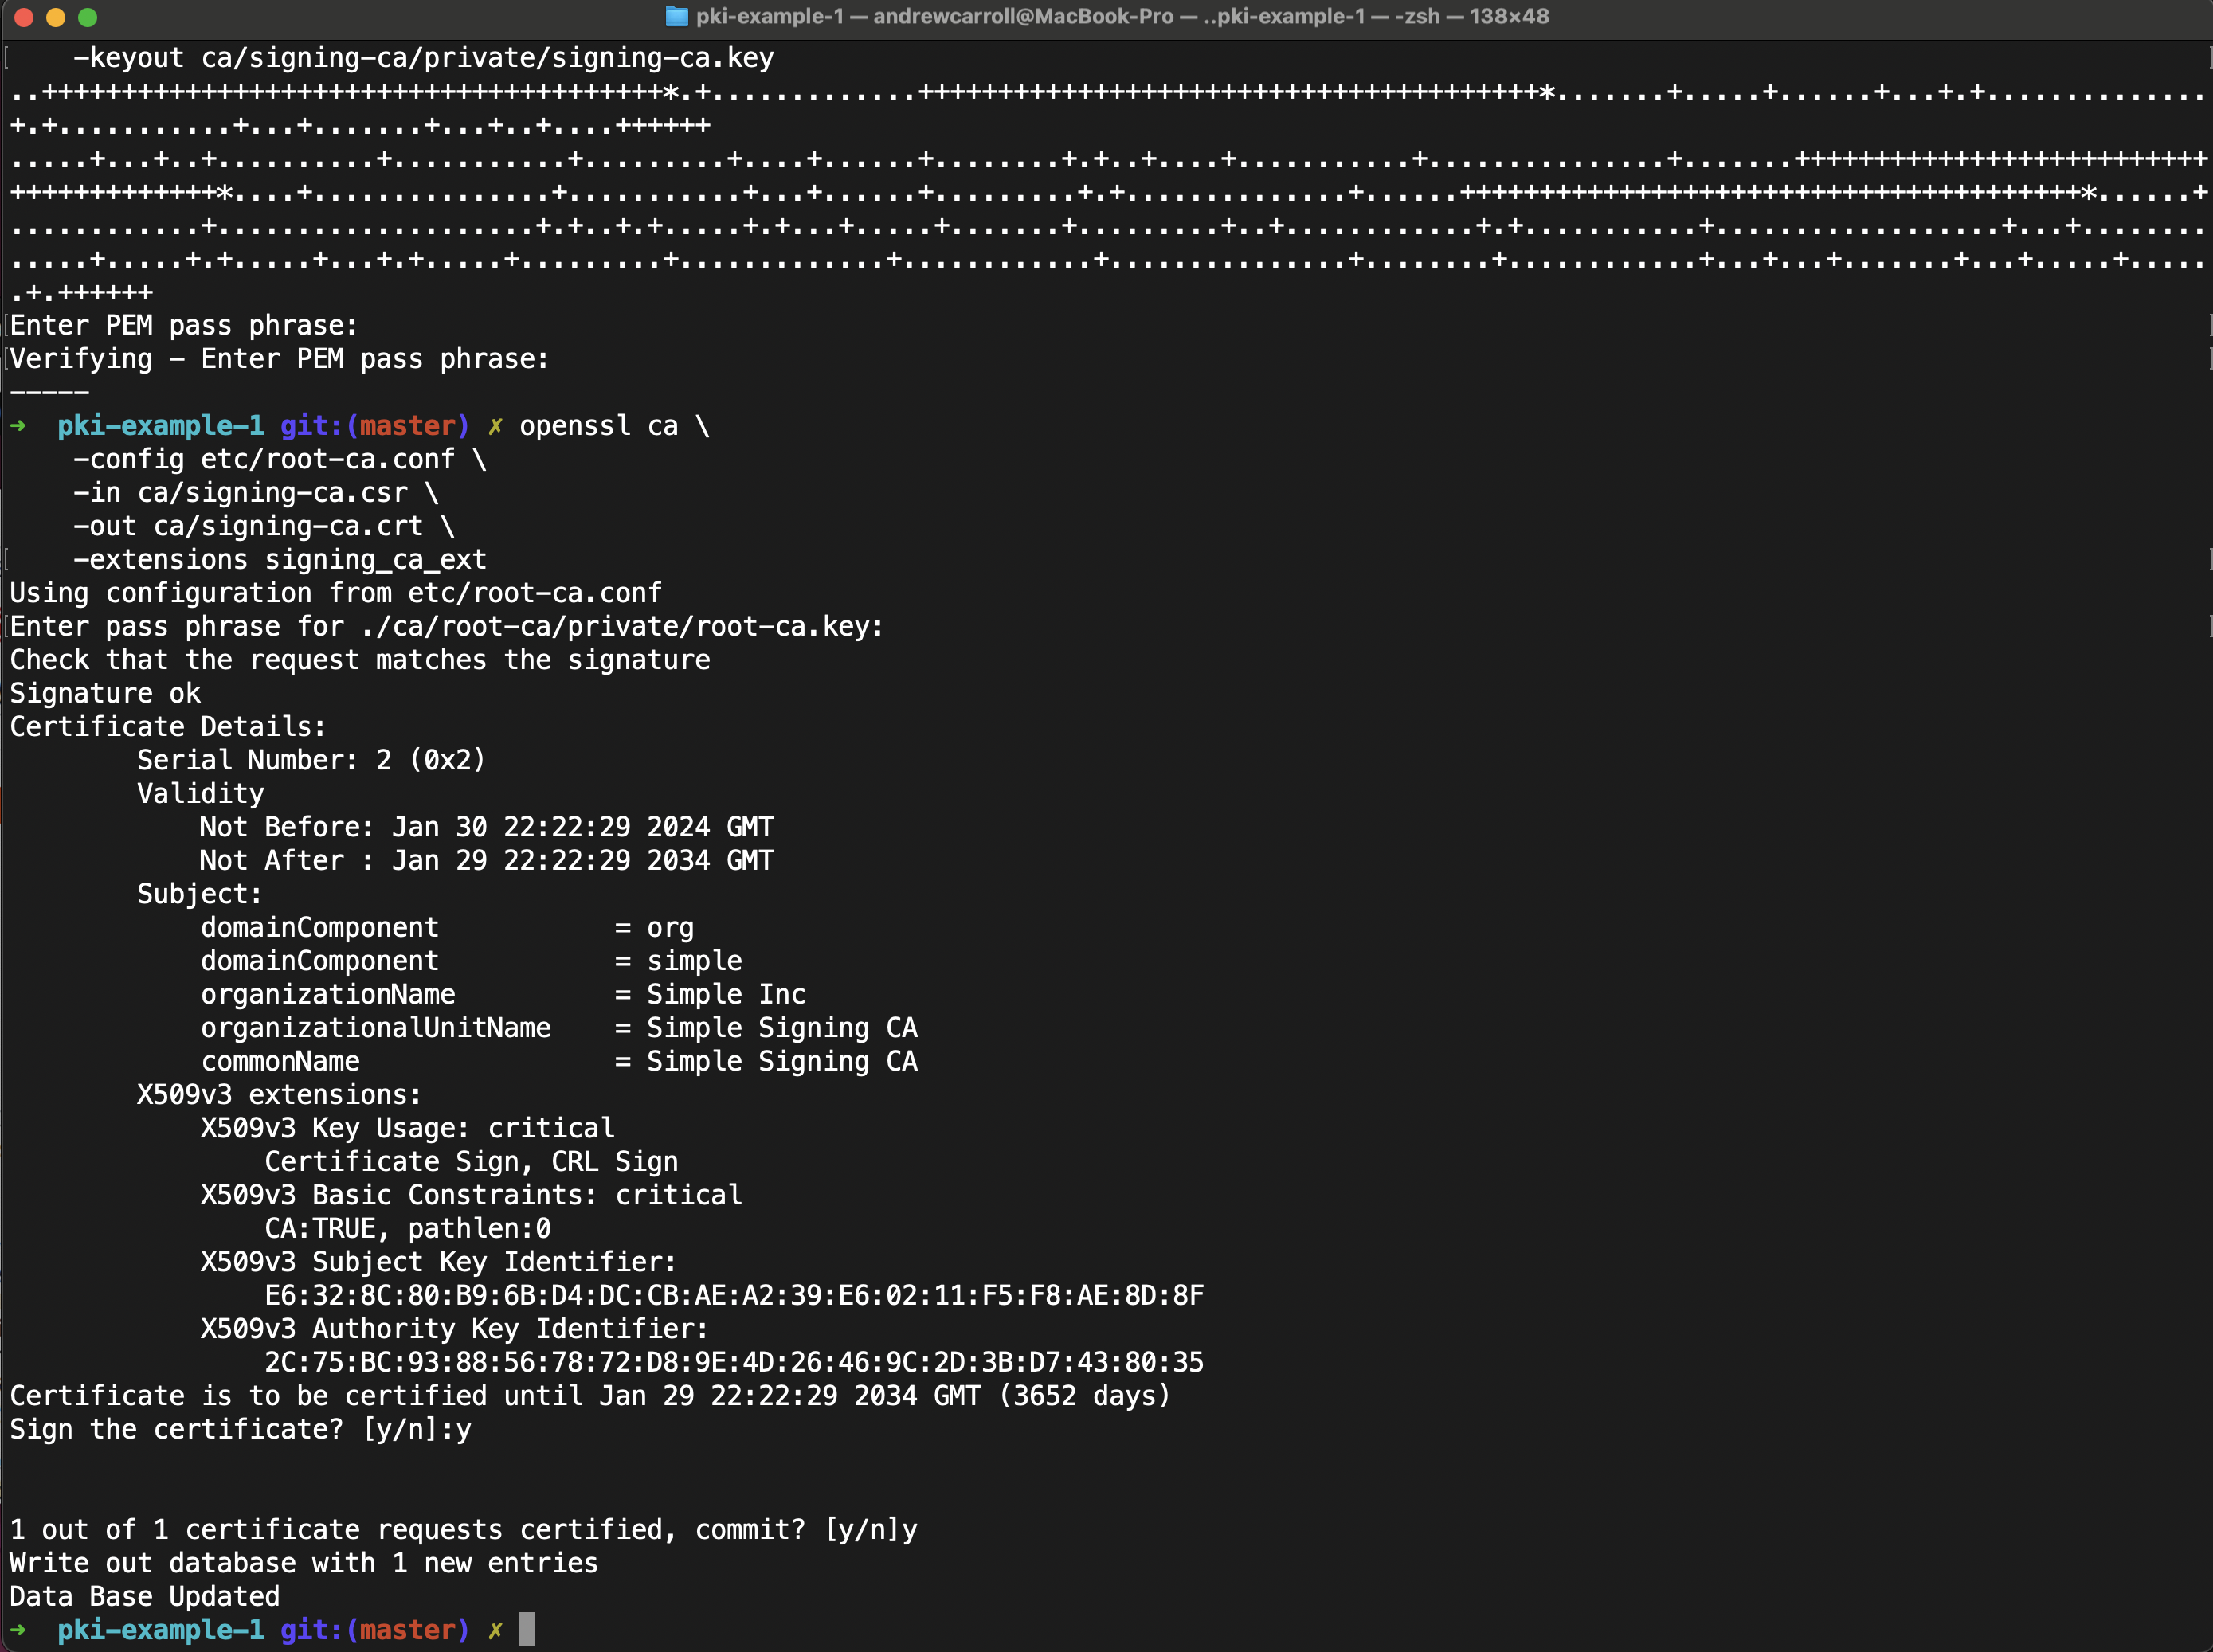 pki-example-1 — andrewcarroll@MacBook-Pro — ..pki-example-1 — -zsh — 138×48
-keyout ca/signing-ca/private/signing-ca.key
Enter PEM pass phrase:
Verifying - Enter PEM pass phrase:
-----
➜ pki-example-1 git:(master) ✗ openssl ca \
-config etc/root-ca.conf \
-in ca/signing-ca.csr \
-out ca/signing-ca.crt \
-extensions signing_ca_ext
Using configuration from etc/root-ca.conf
Enter pass phrase for ./ca/root-ca/private/root-ca.key:
Check that the request matches the signature
Signature ok
Certificate Details:
Serial Number: 2 (0x2)
Validity
Not Before: Jan 30 22:22:29 2024 GMT
Not After : Jan 29 22:22:29 2034 GMT
Subject:
domainComponent = org
domainComponent = simple
organizationName = Simple Inc
organizationalUnitName = Simple Signing CA
commonName = Simple Signing CA
X509v3 extensions:
X509v3 Key Usage: critical
Certificate Sign, CRL Sign
X509v3 Basic Constraints: critical
CA:TRUE, pathlen:0
X509v3 Subject Key Identifier:
E6:32:8C:80:B9:6B:D4:DC:CB:AE:A2:39:E6:02:11:F5:F8:AE:8D:8F
X509v3 Authority Key Identifier:
2C:75:BC:93:88:56:78:72:D8:9E:4D:26:46:9C:2D:3B:D7:43:80:35
Certificate is to be certified until Jan 29 22:22:29 2034 GMT (3652 days)
Sign the certificate? [y/n]:y
1 out of 1 certificate requests certified, commit? [y/n]y
Write out database with 1 new entries
Data Base Updated
➜ pki-example-1 git:(master) ✗